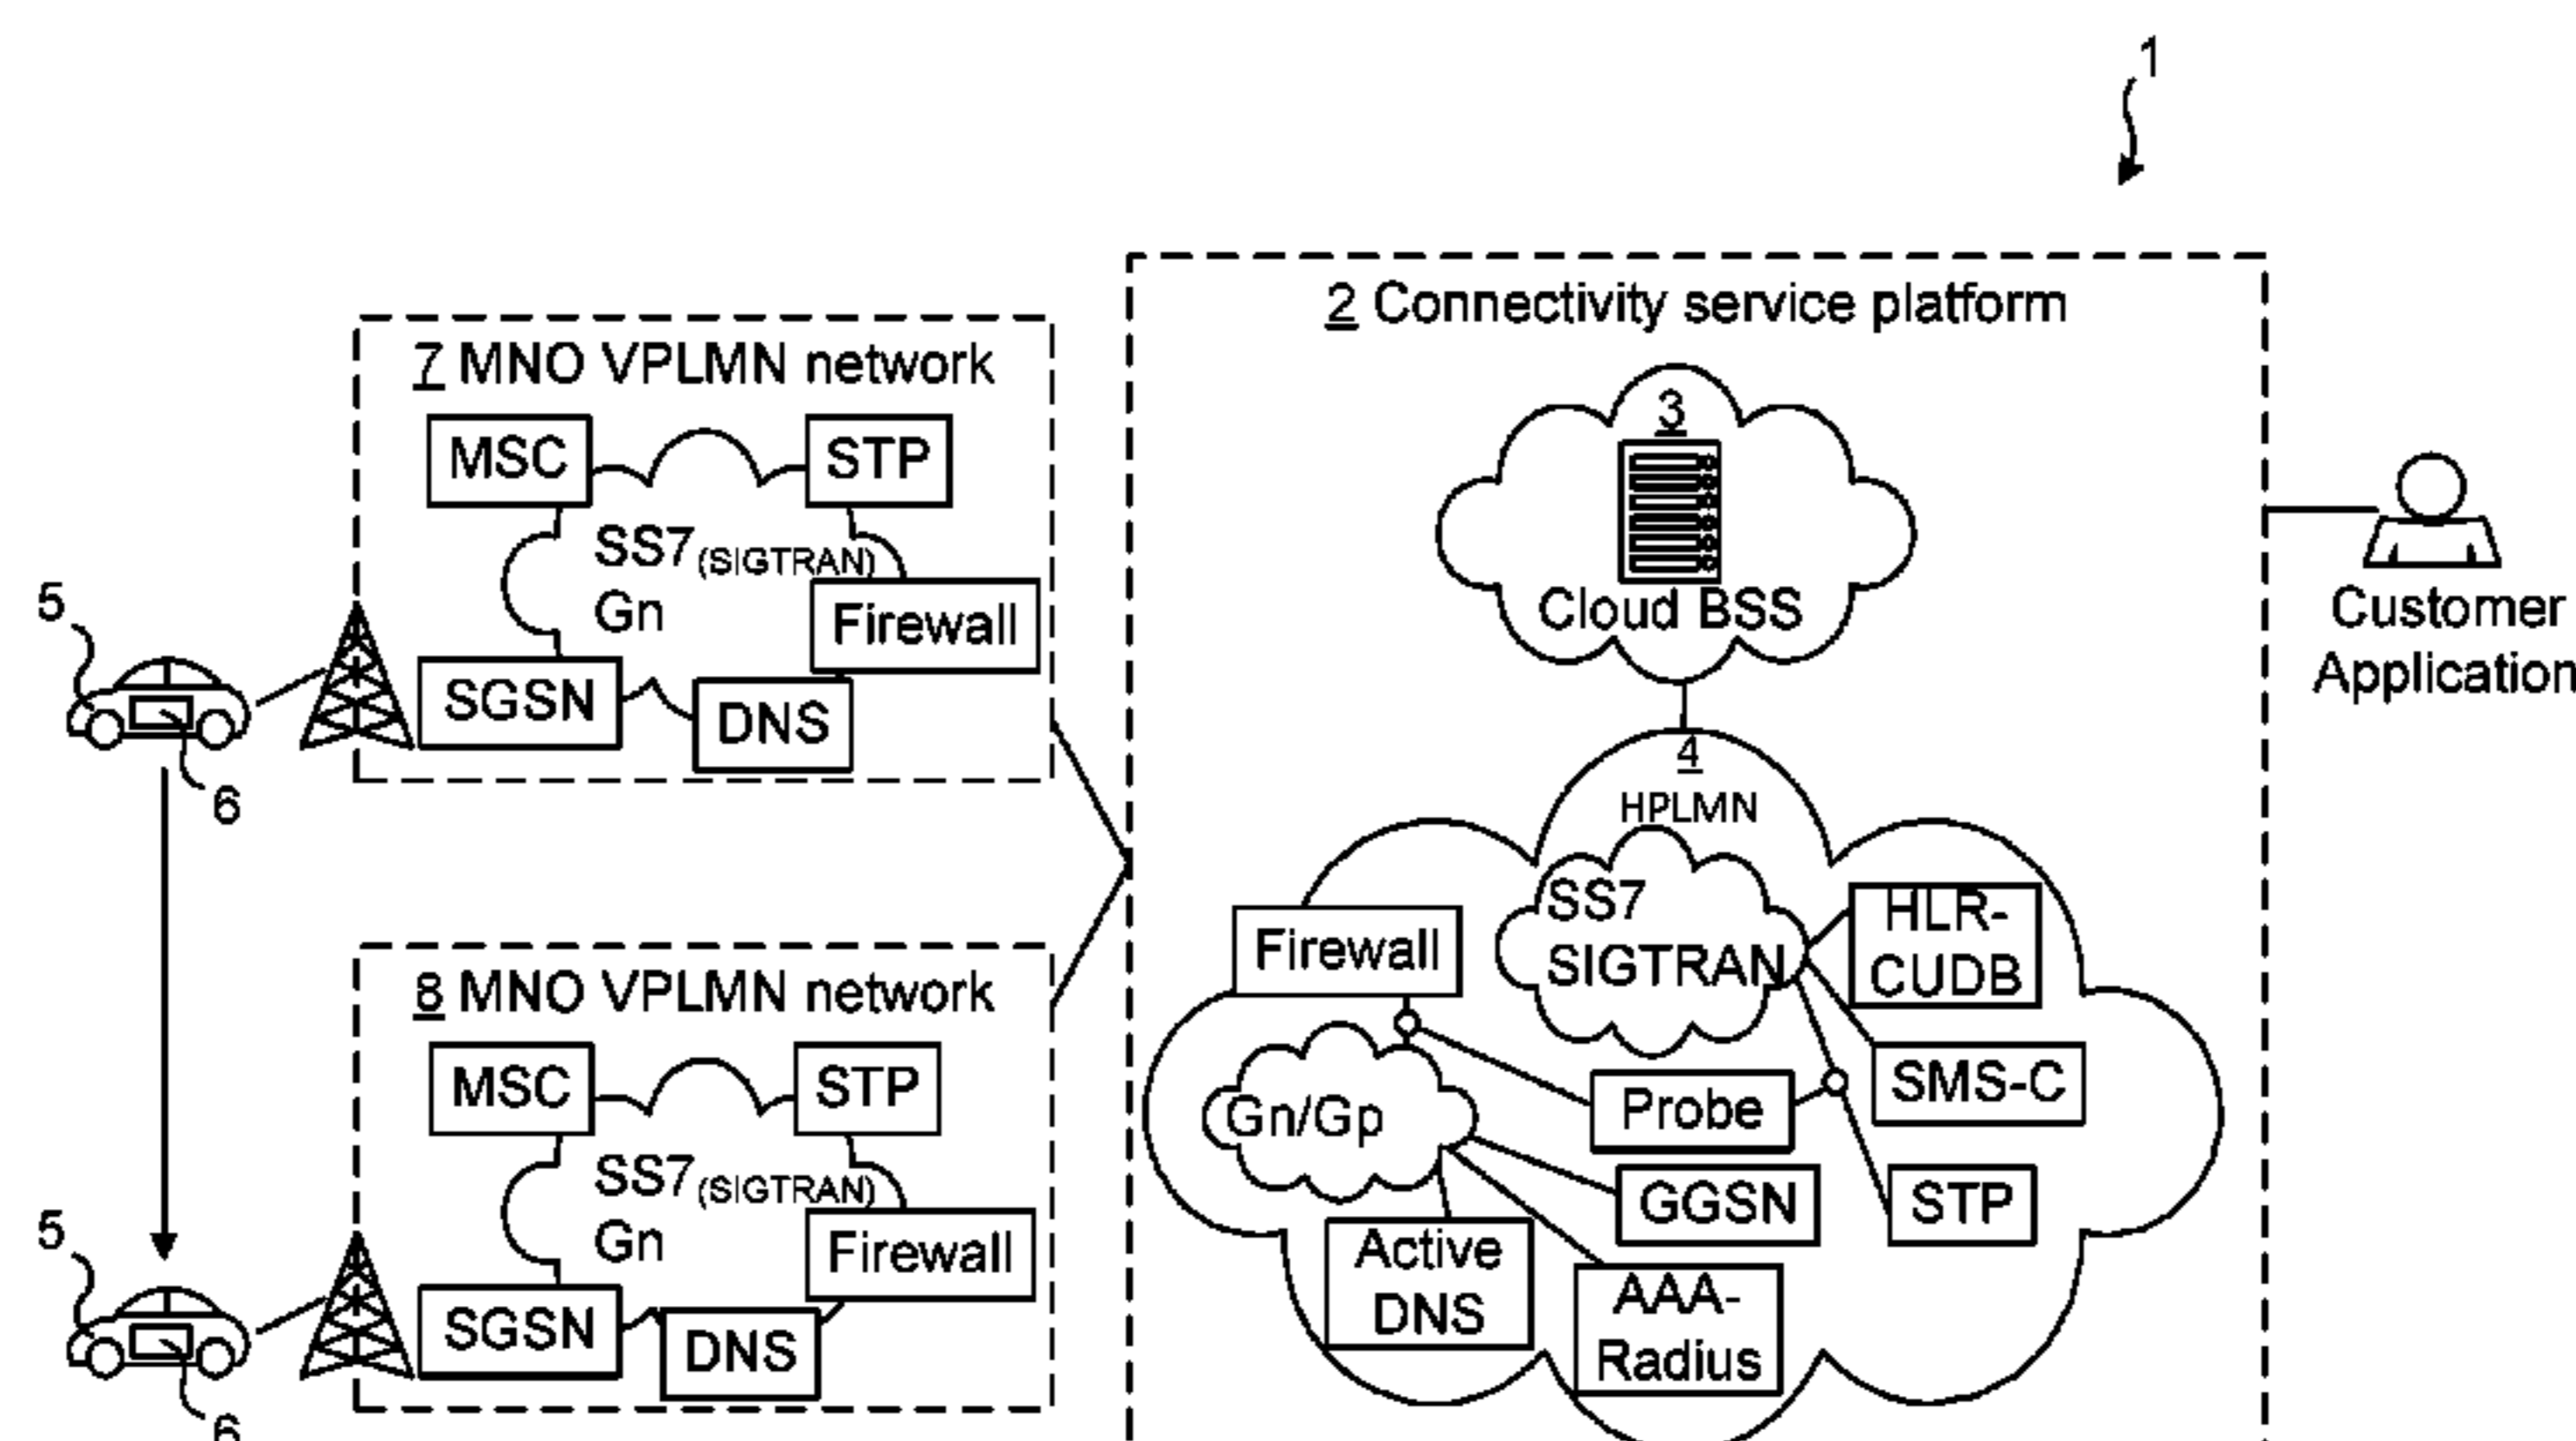 1
2 Connectivity service platform
7 MNO VPLMN network
MSC
STP
SS7(SIGTRAN)
Gn
Firewall
SGSN
DNS
5
6
3
Cloud BSS
Customer
Application
4
HPLMN
SS7
SIGTRAN
HLR-
CUDB
Firewall
SMS-C
Gn/Gp
Probe
GGSN
STP
Active
DNS
AAA-
Radius
8 MNO VPLMN network
MSC
STP
SS7(SIGTRAN)
Gn
Firewall
SGSN
DNS
5
6